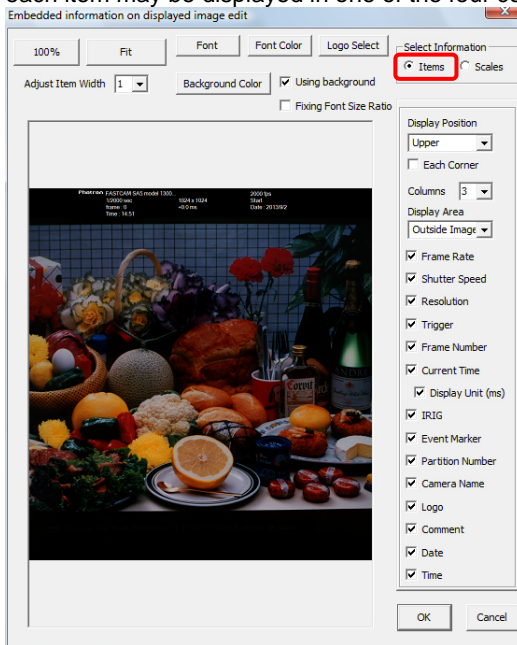 each item may be displayed in one of the four co
Embedded information on displayed image edit
100%
Fit
Font
Font Color
Logo Select
Select Information
Items
Scales
Adjust Item Width
1
Background Color
Using background
Fixing Font Size Ratio
Display Position
Upper
Each Corner
Columns 3
Display Area
Outside Image
Frame Rate
Shutter Speed
Resolution
Trigger
Frame Number
Current Time
Display Unit (ms)
IRIG
Event Marker
Partition Number
Camera Name
Logo
Comment
Date
Time
Photron FASTCAM SA5 model 1300... 2000 fps
1/2000 sec 1024 x 1024 Start
frame : 0 +0.0 ms Date : 2013/9/2
Time : 14:51
OK
Cancel